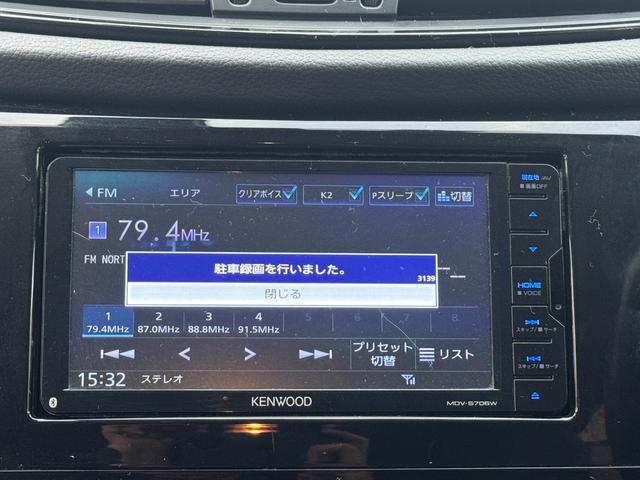 FM エリア クリアボイス K2 Pスリープ 切替
1 79.4MHz
FM NORT
駐車録画を行いました。
3139
閉じる
1 2 3 4 5 6 7 8
79.4MHz 87.0MHz 88.8MHz 91.5MHz
プリセット切替 リスト
15:32 ステレオ
KENWOOD
MDV-S706W
現在地 /AV
画面OFF
HOME
VOICE
スキップ/サーチ
スキップ/サーチ